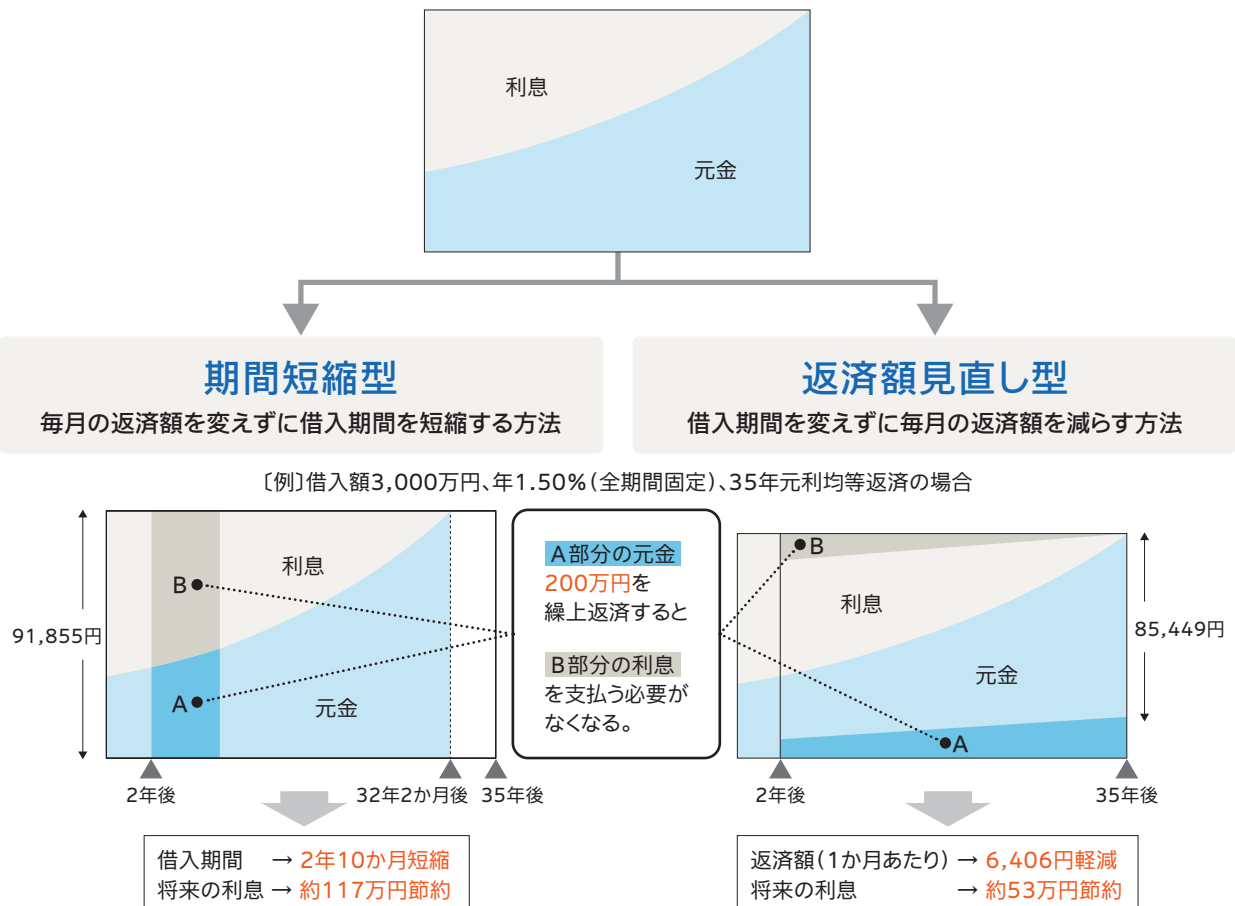 利息
元金
期間短縮型
毎月の返済額を変えずに借入期間を短縮する方法
返済額見直し型
借入期間を変えずに毎月の返済額を減らす方法
〔例〕借入額3,000万円、年1.50%(全期間固定)、35年元利均等返済の場合
91,855円
B
利息
A
元金
2年後
32年2か月後
35年後
A部分の元金
200万円を
繰上返済すると
B部分の利息
を支払う必要が
なくなる。
B
利息
元金
A
85,449円
2年後
35年後
借入期間 → 2年10か月短縮
将来の利息 → 約117万円節約
返済額(1か月あたり) → 6,406円軽減
将来の利息 → 約53万円節約